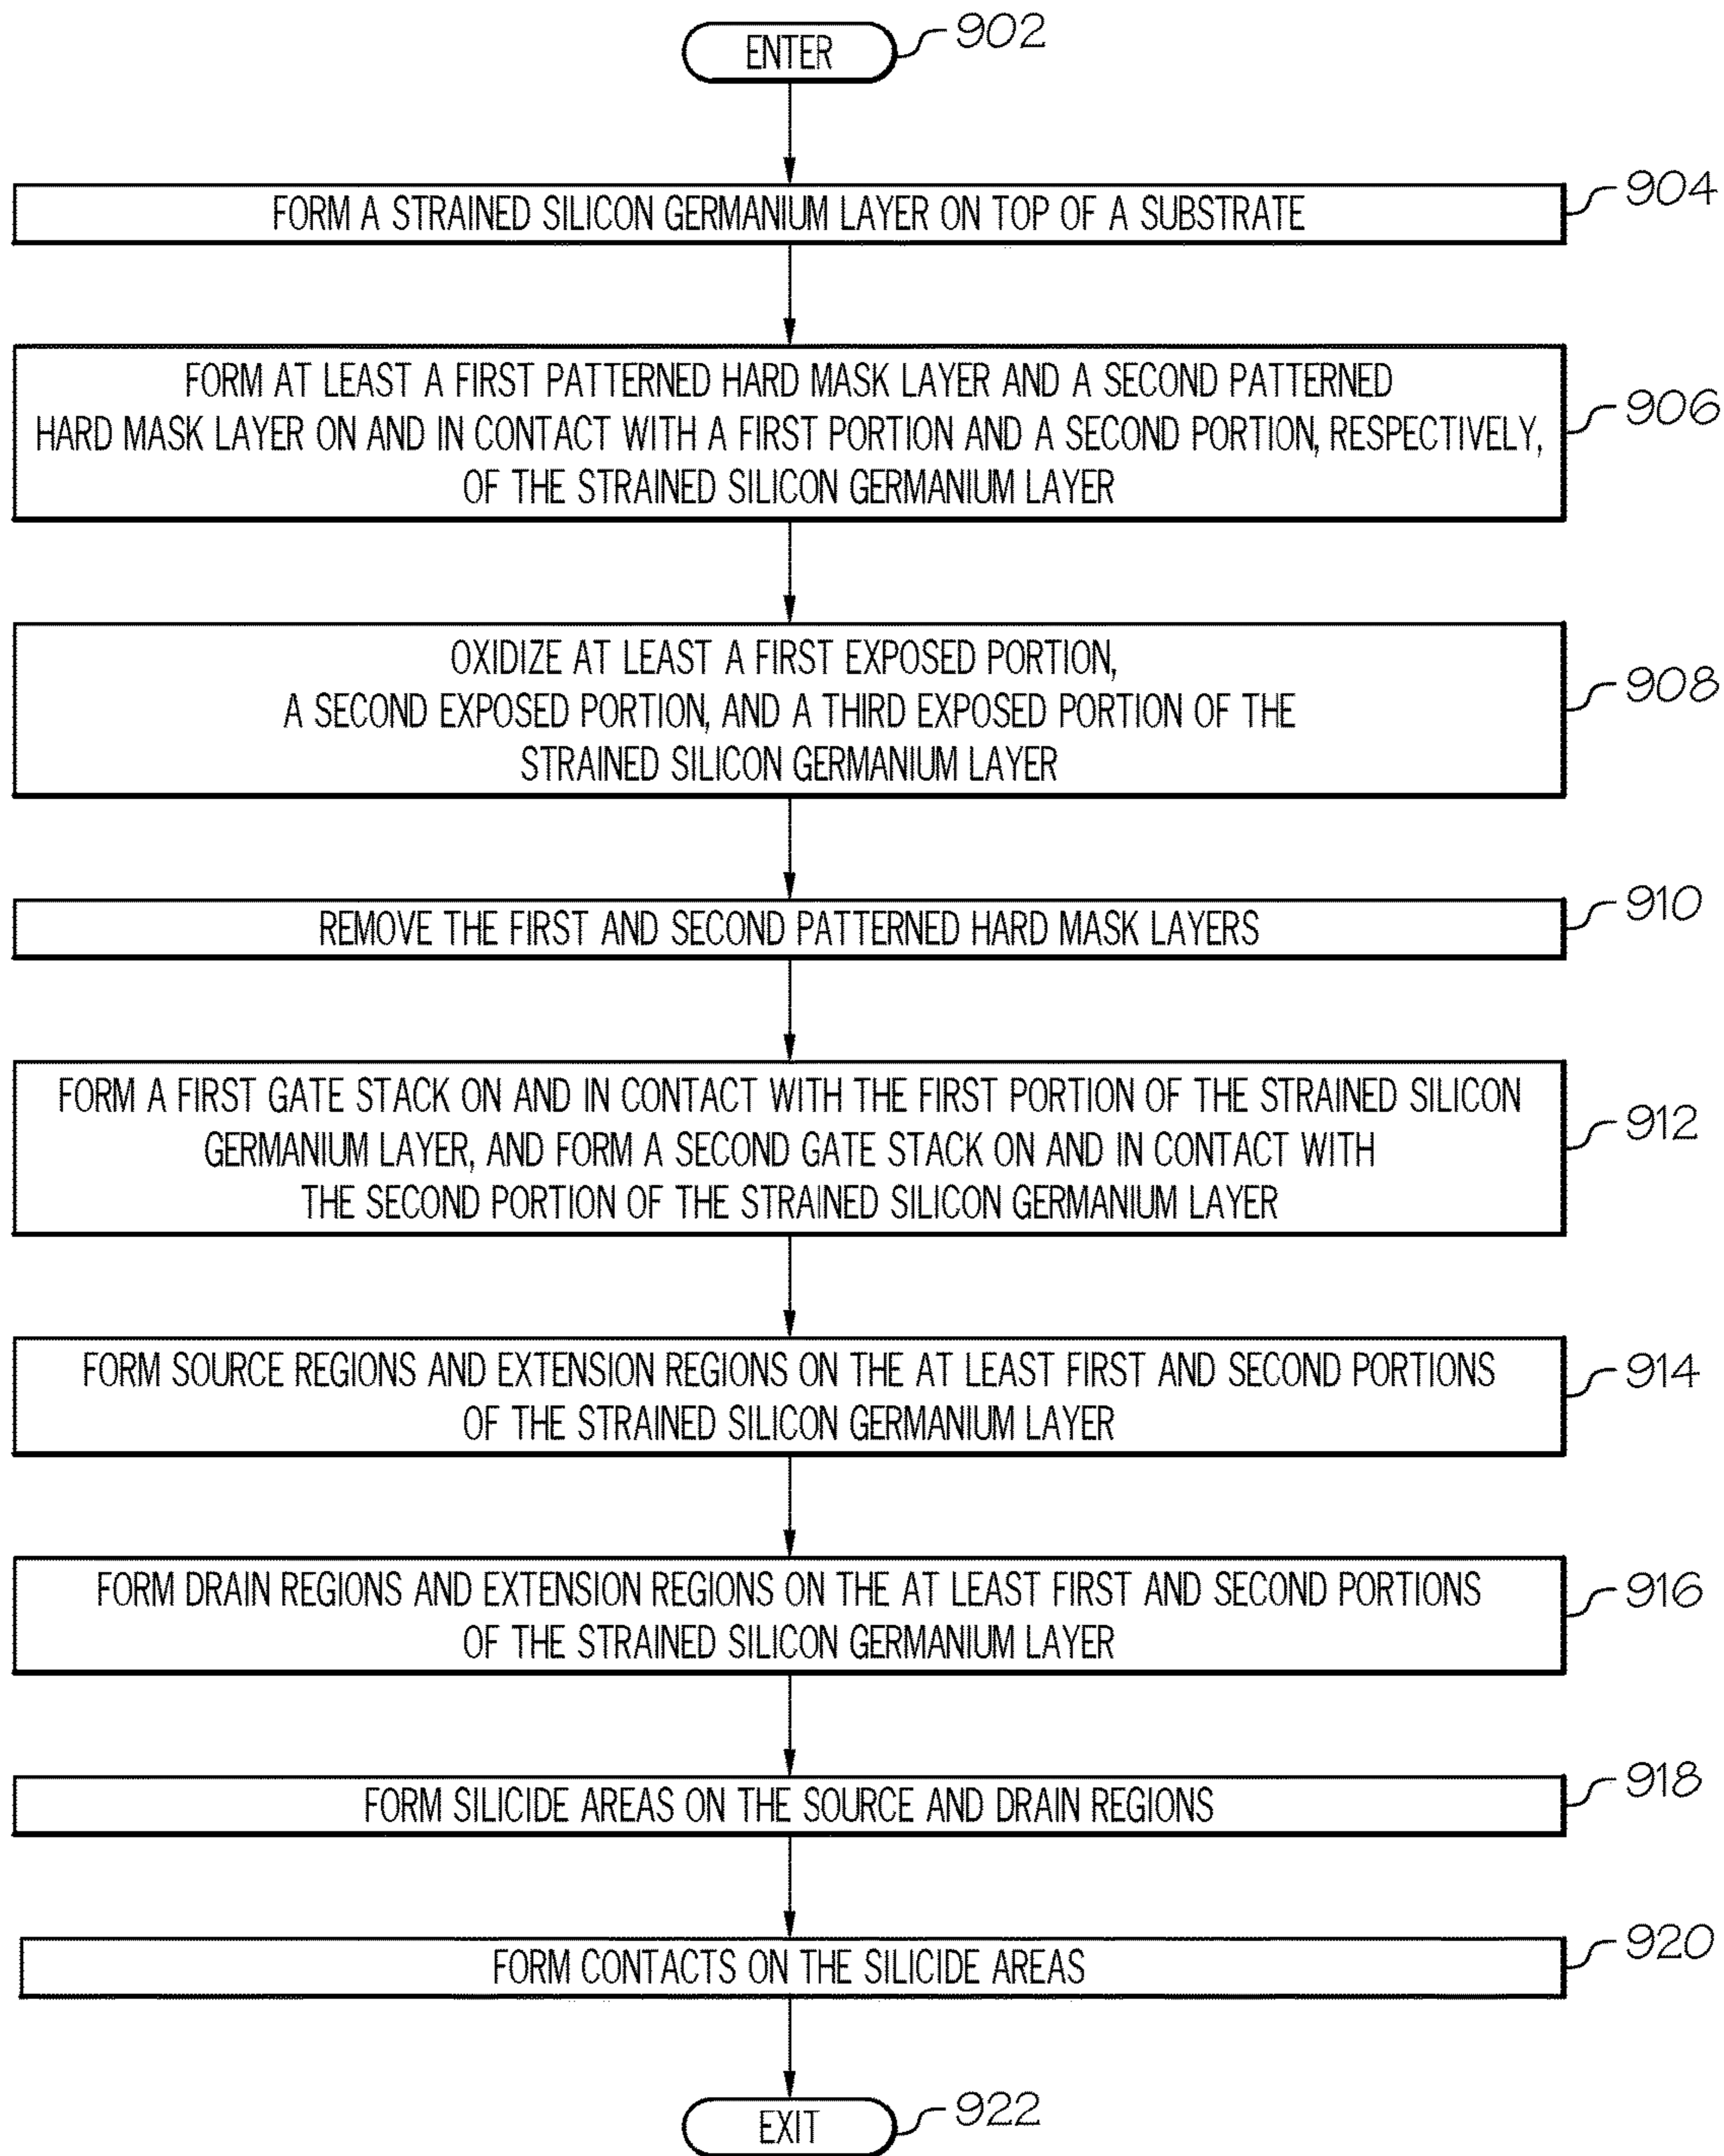 ENTER
902
FORM A STRAINED SILICON GERMANIUM LAYER ON TOP OF A SUBSTRATE
904
FORM AT LEAST A FIRST PATTERNED HARD MASK LAYER AND A SECOND PATTERNED
HARD MASK LAYER ON AND IN CONTACT WITH A FIRST PORTION AND A SECOND PORTION, RESPECTIVELY,
OF THE STRAINED SILICON GERMANIUM LAYER
906
OXIDIZE AT LEAST A FIRST EXPOSED PORTION,
A SECOND EXPOSED PORTION, AND A THIRD EXPOSED PORTION OF THE
STRAINED SILICON GERMANIUM LAYER
908
REMOVE THE FIRST AND SECOND PATTERNED HARD MASK LAYERS
910
FORM A FIRST GATE STACK ON AND IN CONTACT WITH THE FIRST PORTION OF THE STRAINED SILICON
GERMANIUM LAYER, AND FORM A SECOND GATE STACK ON AND IN CONTACT WITH
THE SECOND PORTION OF THE STRAINED SILICON GERMANIUM LAYER
912
FORM SOURCE REGIONS AND EXTENSION REGIONS ON THE AT LEAST FIRST AND SECOND PORTIONS
OF THE STRAINED SILICON GERMANIUM LAYER
914
FORM DRAIN REGIONS AND EXTENSION REGIONS ON THE AT LEAST FIRST AND SECOND PORTIONS
OF THE STRAINED SILICON GERMANIUM LAYER
916
FORM SILICIDE AREAS ON THE SOURCE AND DRAIN REGIONS
918
FORM CONTACTS ON THE SILICIDE AREAS
920
EXIT
922